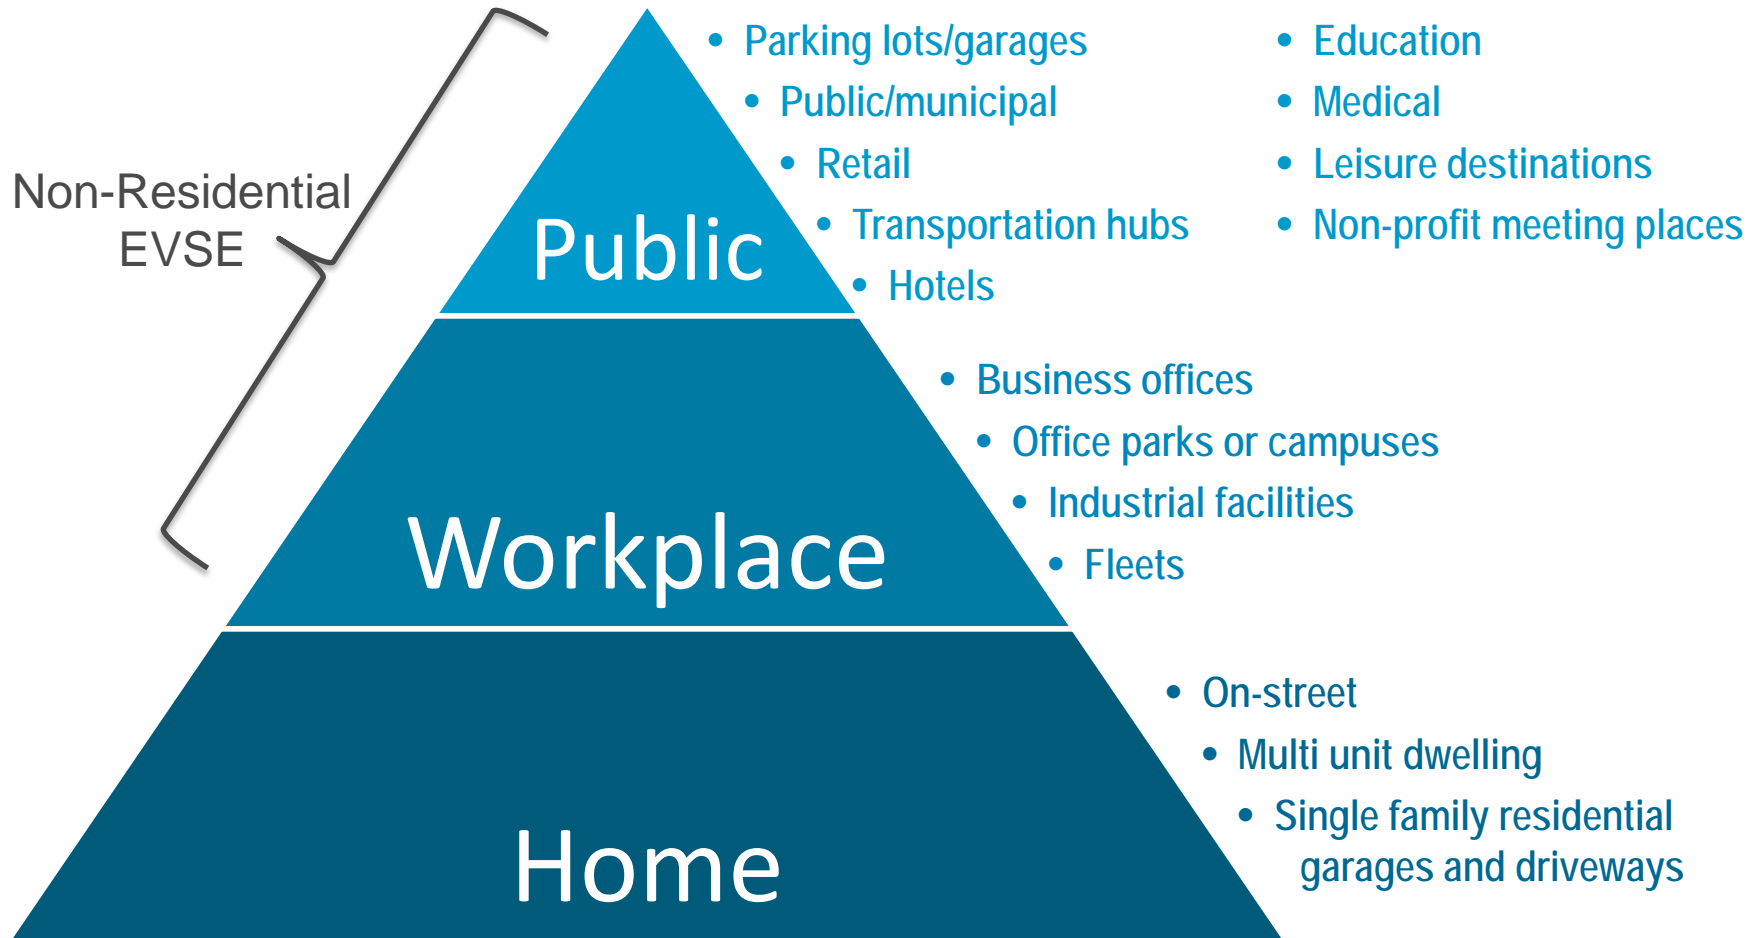 Non-Residential
EVSE
Public
• Parking lots/garages
• Public/municipal
• Retail
• Transportation hubs
• Hotels
• Education
• Medical
• Leisure destinations
• Non-profit meeting places
Workplace
• Business offices
• Office parks or campuses
• Industrial facilities
• Fleets
Home
• On-street
• Multi unit dwelling
• Single family residential
garages and driveways